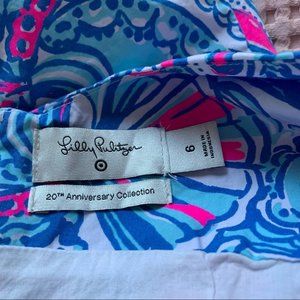 Lilly Pulitzer
20TH Anniversary Collection
6
MADE IN
INDONESIA